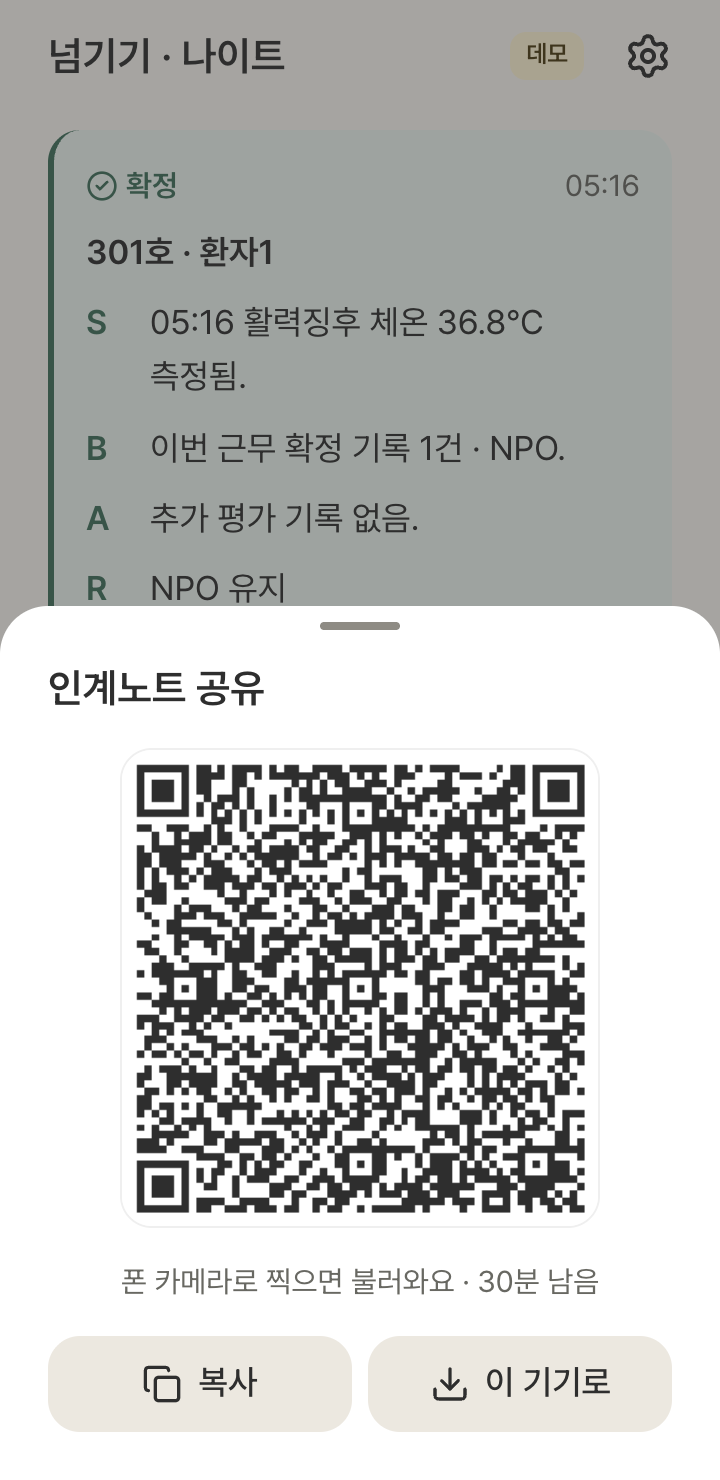 넘기기 · 나이트
데모
확정
05:16
301호 · 환자1
S 05:16 활력징후 체온 36.8°C
측정됨.
B 이번 근무 확정 기록 1건 · NPO.
A 추가 평가 기록 없음.
R NPO 유지
인계노트 공유
폰 카메라로 찍으면 불러와요 · 30분 남음
복사
이 기기로